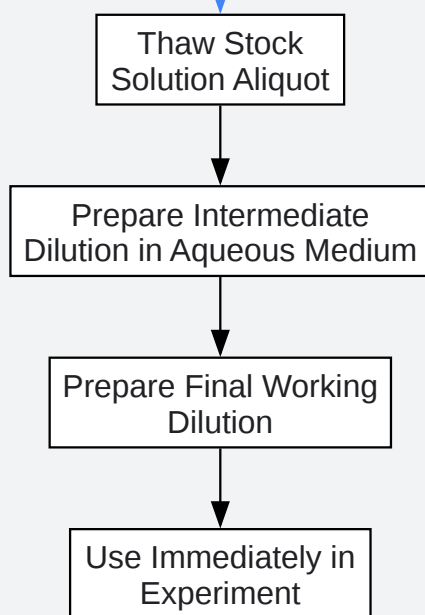 Thaw Stock
Solution Aliquot
Prepare Intermediate
Dilution in Aqueous Medium
Prepare Final Working
Dilution
Use Immediately in
Experiment